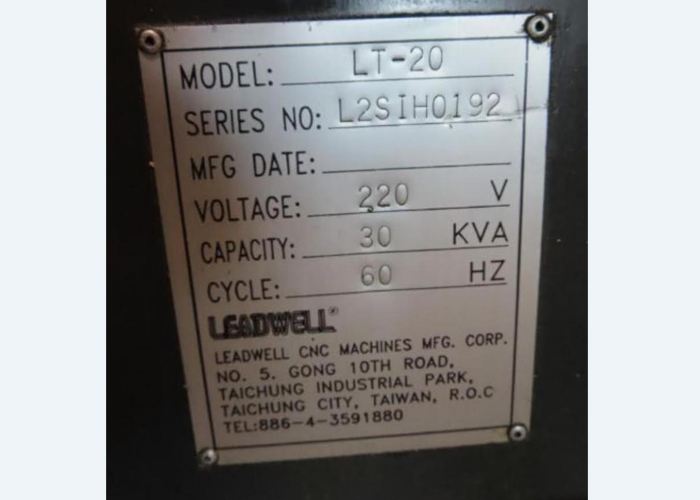 MODEL: LT-20
SERIES NO: L2SIH0192
MFG DATE:
VOLTAGE: 220 V
CAPACITY: 30 KVA
CYCLE: 60 HZ
LEADWELL®
LEADWELL CNC MACHINES MFG. CORP.
NO. 5. GONG 10TH ROAD,
TAICHUNG INDUSTRIAL PARK,
TAICHUNG CITY, TAIWAN, R.O.C
TEL:886-4-3591880